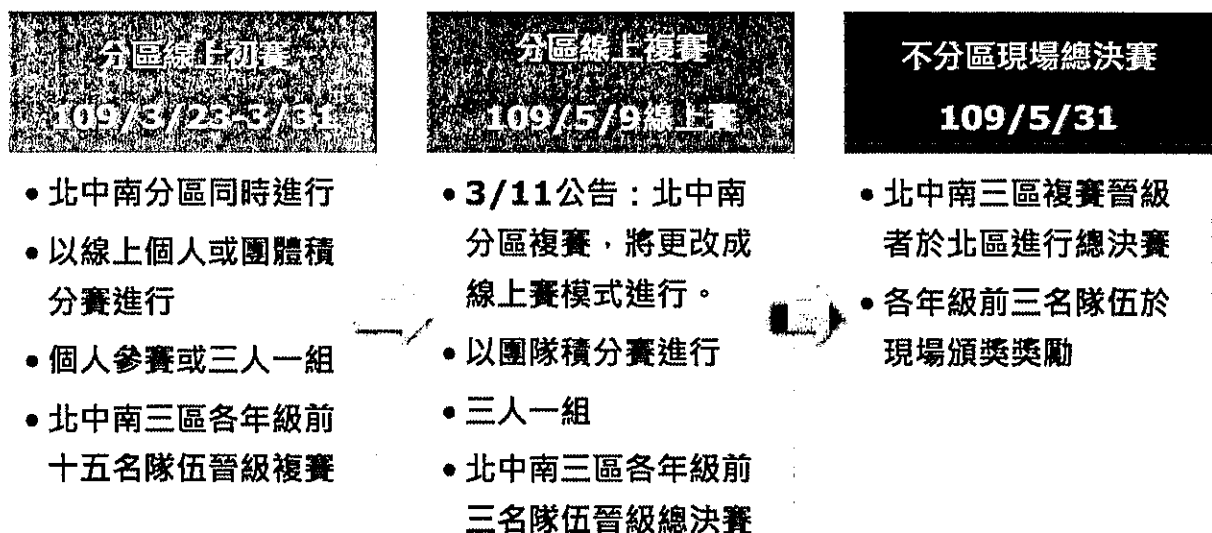 分區線上初賽
109/3/23-3/31
• 北中南分區同時進行
• 以線上個人或團體積
分賽進行
• 個人參賽或三人一組
• 北中南三區各年級前
十五名隊伍晉級複賽
分區線上複賽
109/5/9線上賽
• 3/11公告：北中南
分區複賽，將更改成
線上賽模式進行。
• 以團隊積分賽進行
• 三人一組
• 北中南三區各年級前
三名隊伍晉級總決賽
不分區現場總決賽
109/5/31
• 北中南三區複賽晉級
者於北區進行總決賽
• 各年級前三名隊伍於
現場頒獎獎勵